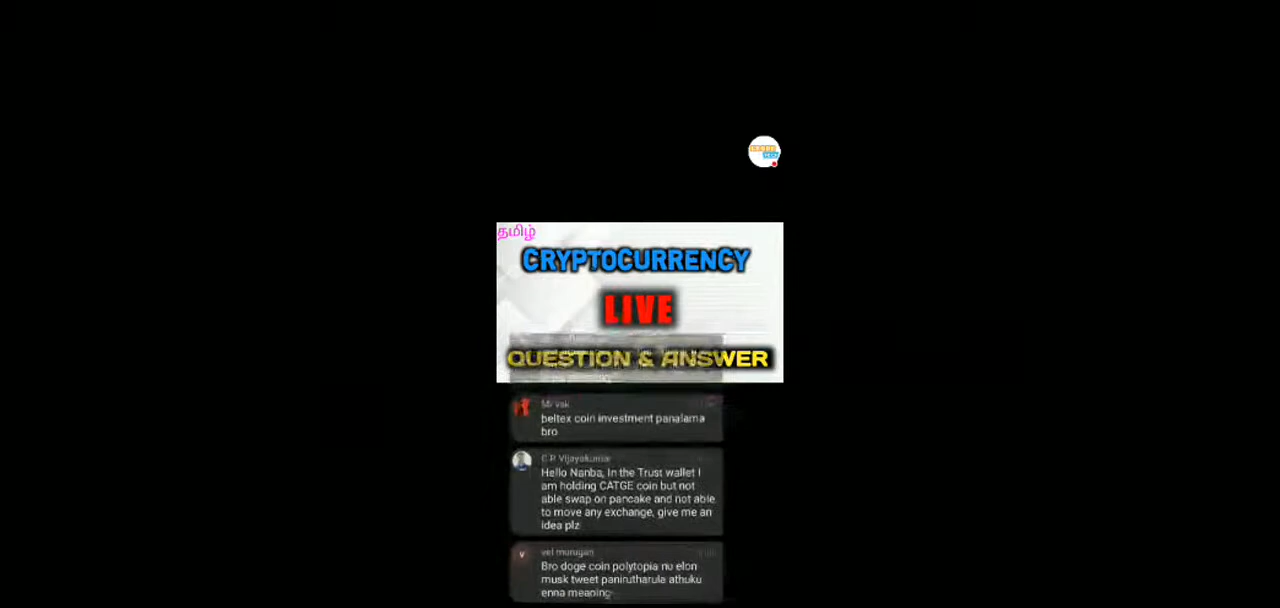 தமிழ்
CRYPTOCURRENCY
LIVE
QUESTION & ANSWER
Mr vak
beltex coin investment panalama
bro
C.P. Vijayakumar
Hello Nanba, In the Trust wallet I
am holding CATGE coin but not
able swap on pancake and not able
to move any exchange, give me an
idea plz
V
vel murugan
Bro doge coin polytopia nu elon
musk tweet panirutharula athuku
enna meaning